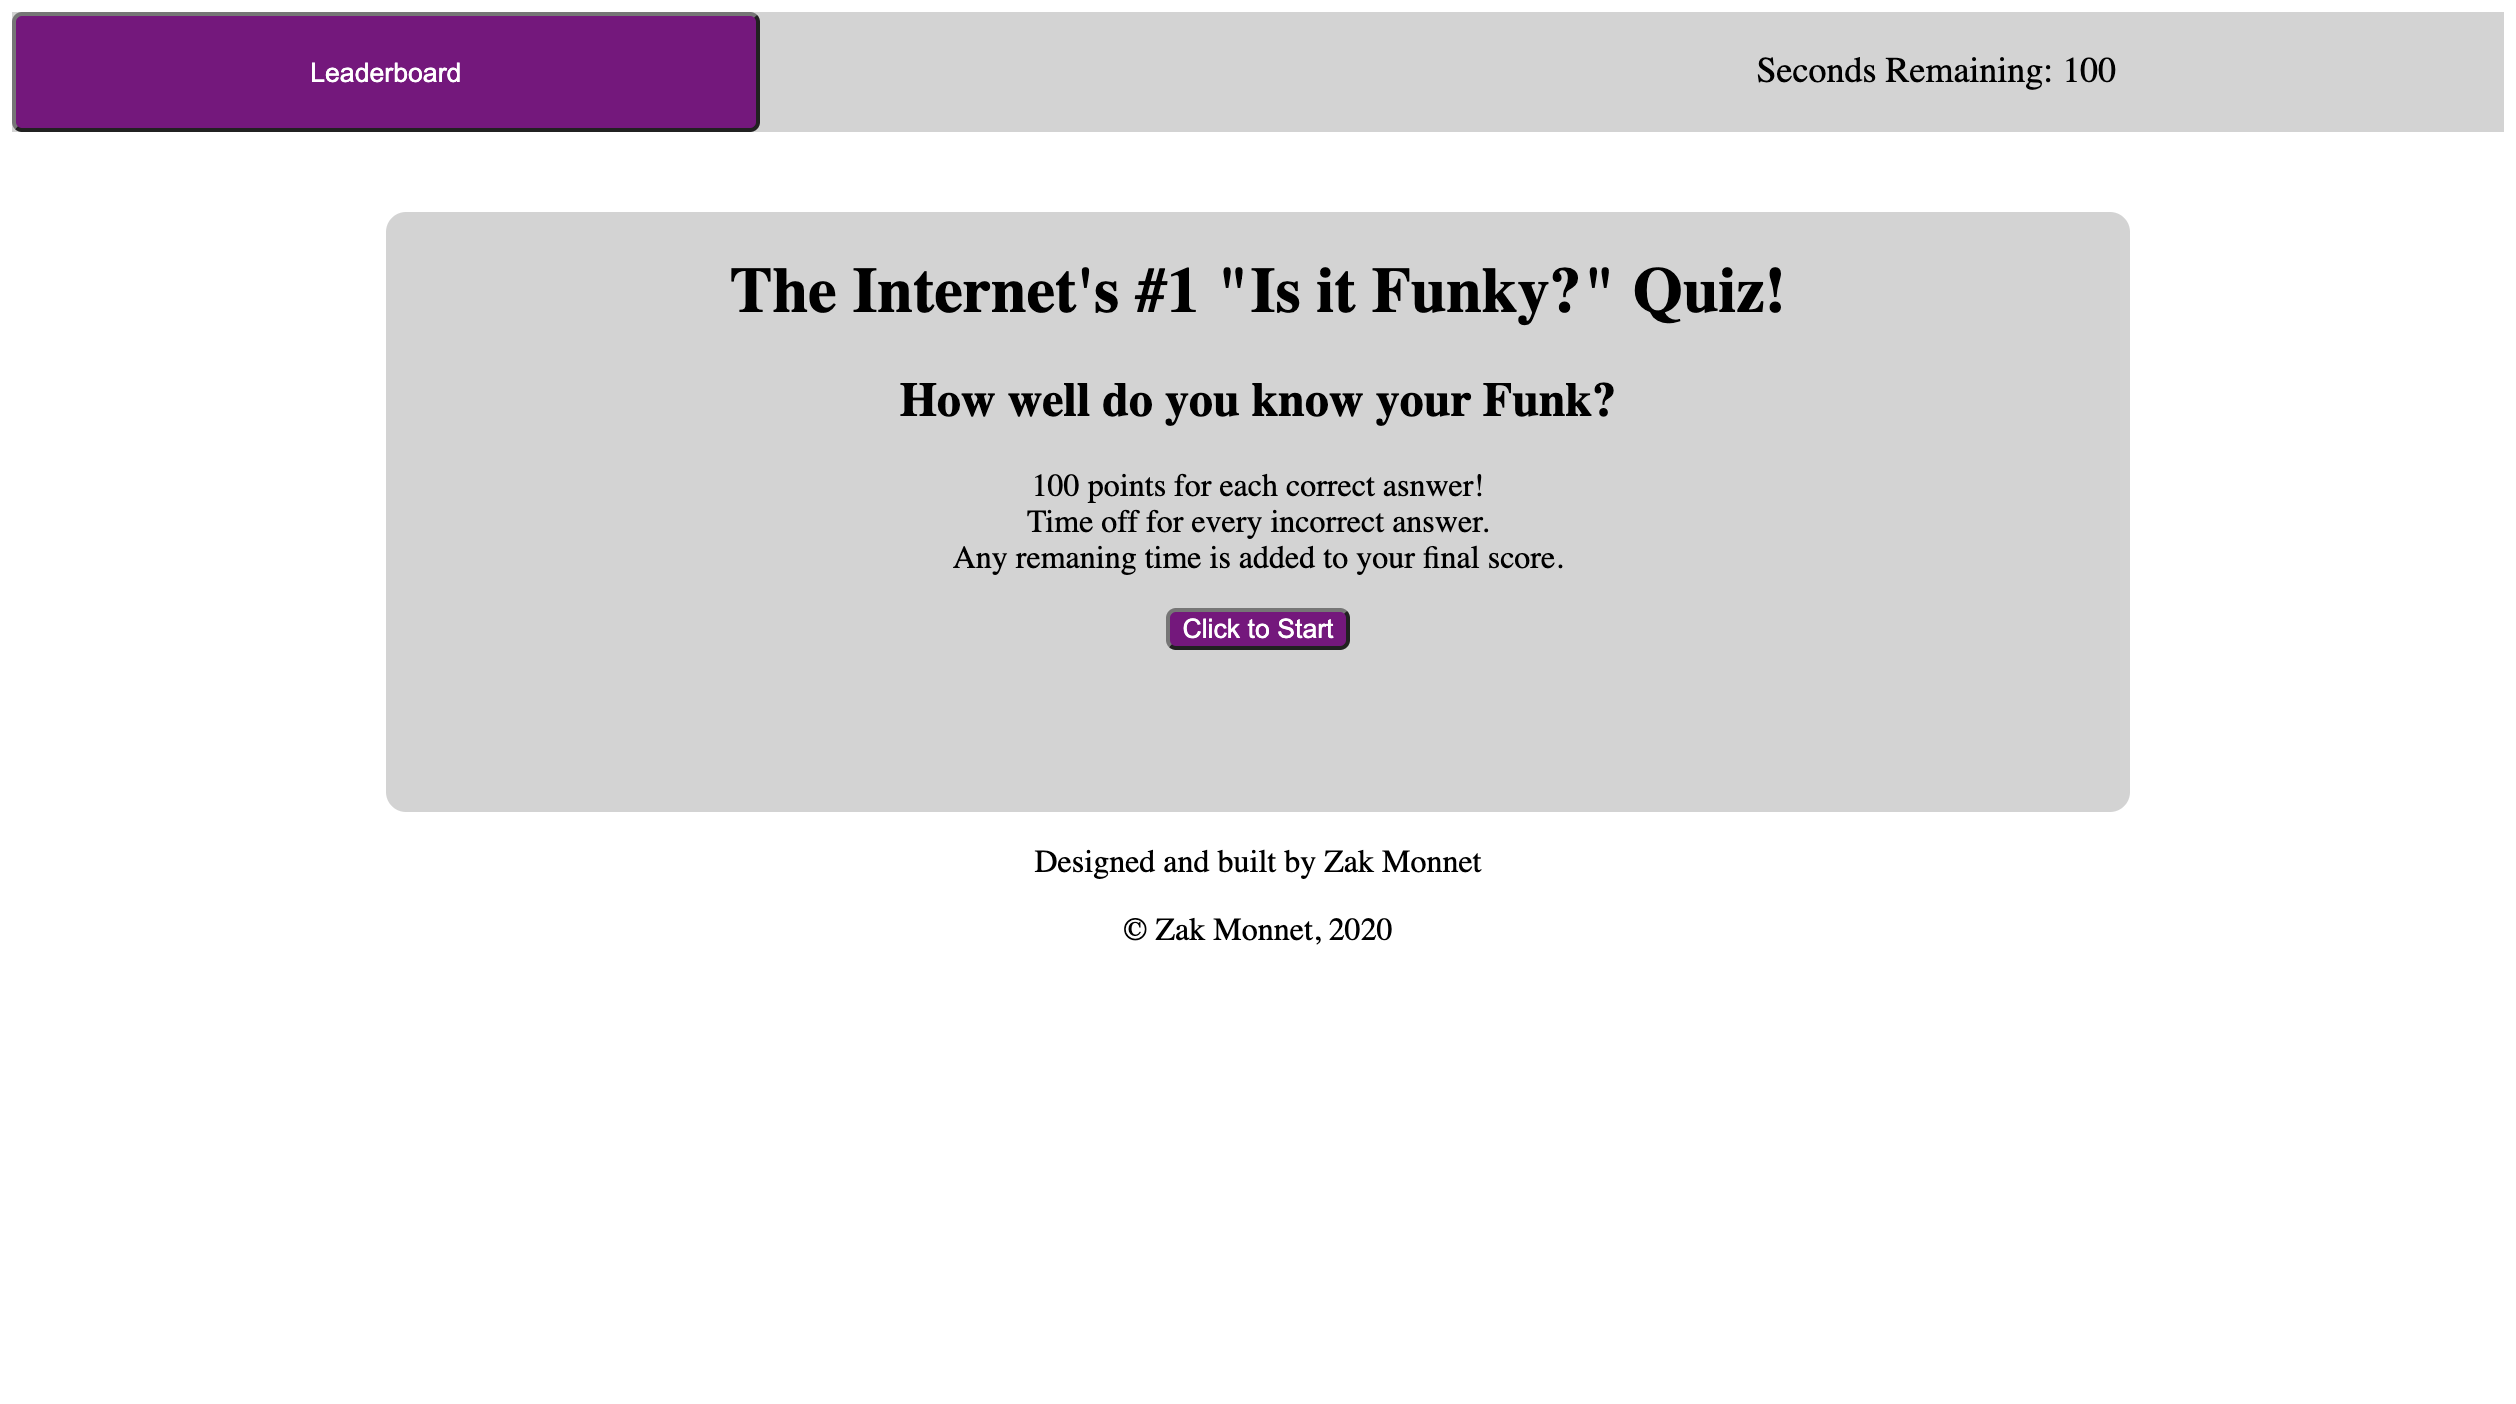 Leaderboard
Seconds Remaining: 100
The Internet's #1 "Is it Funky?" Quiz!
How well do you know your Funk?
100 points for each correct asnwer!
Time off for every incorrect answer.
Any remaning time is added to your final score.
Click to Start
Designed and built by Zak Monnet
© Zak Monnet, 2020